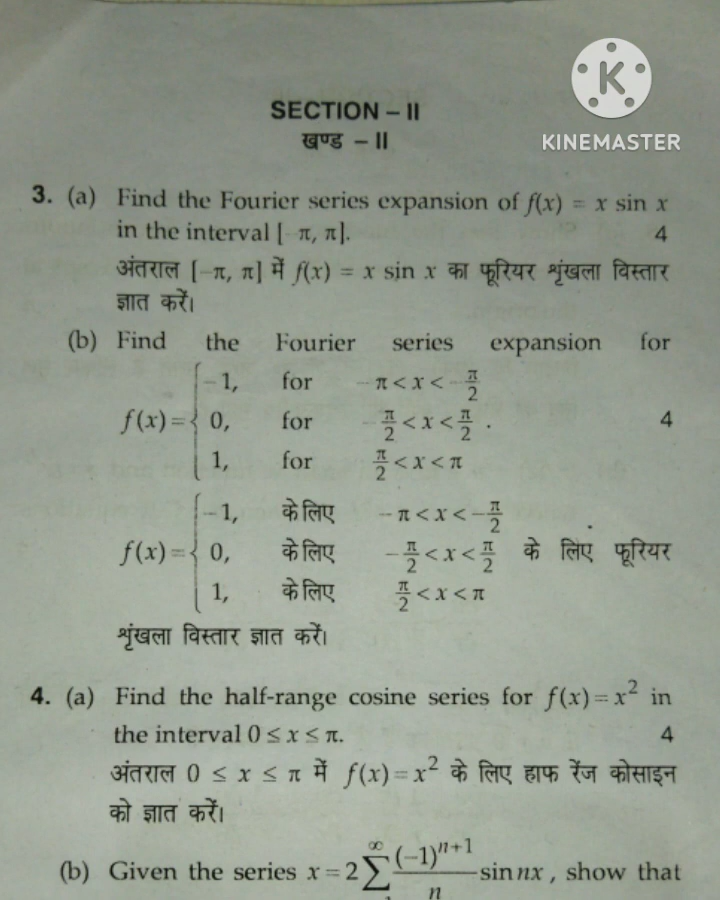 KINEMASTER
SECTION – II
खण्ड – II
3. (a) Find the Fourier series expansion of f(x) = x sin x
in the interval [-π, π]. 4
अंतराल [-π, π] में f(x) = x sin x का फूरियर शृंखला विस्तार
ज्ञात करें।
(b) Find the Fourier series expansion for
f(x) = { -1, for -π < x < -π/2
0, for -π/2 < x < π/2 . 4
1, for π/2 < x < π
f(x) = { -1, के लिए -π < x < -π/2
0, के लिए -π/2 < x < π/2 के लिए फूरियर
1, के लिए π/2 < x < π
शृंखला विस्तार ज्ञात करें।
4. (a) Find the half-range cosine series for f(x) = x² in
the interval 0 ≤ x ≤ π. 4
अंतराल 0 ≤ x ≤ π में f(x) = x² के लिए हाफ रेंज कोसाइन
को ज्ञात करें।
(b) Given the series x = 2 ∑ ∞ (-1)ⁿ⁺¹/n sin nx , show that